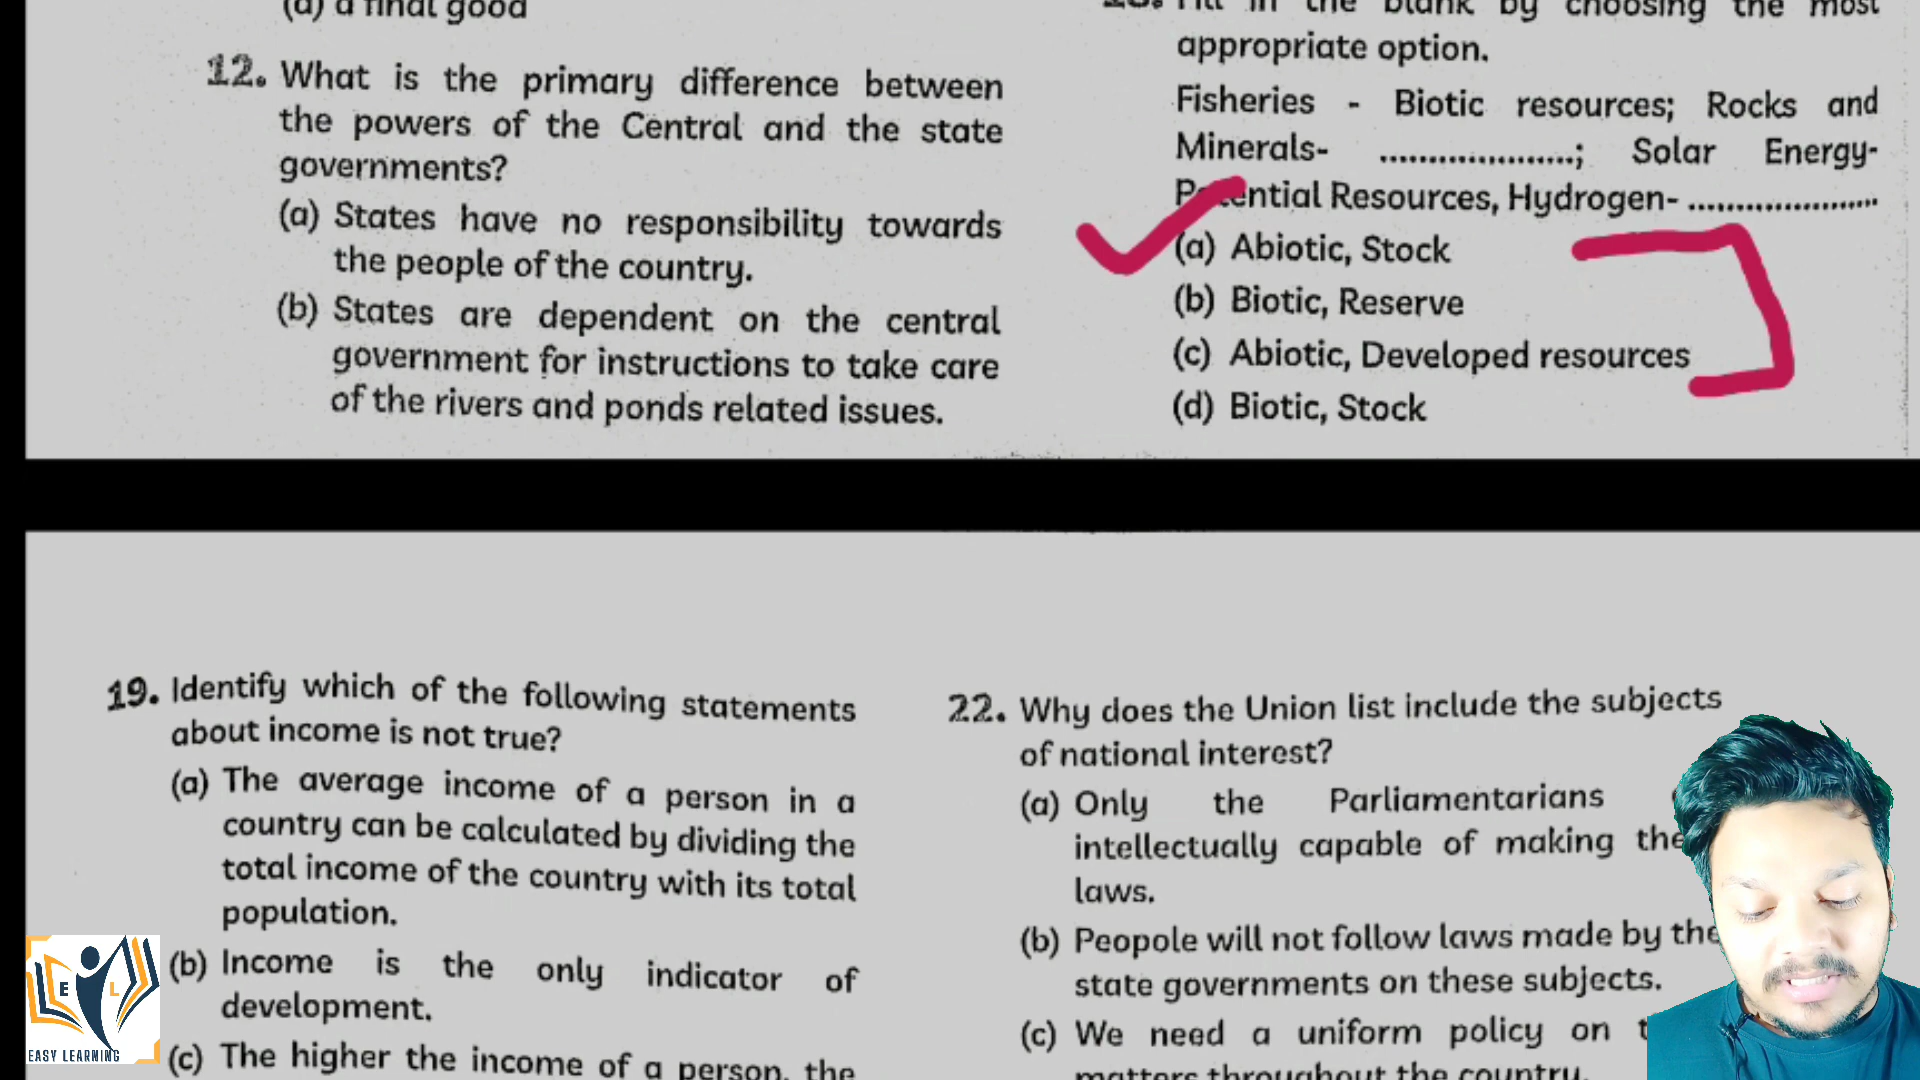 (d) a final good
12. What is the primary difference between
the powers of the Central and the state
governments?
(a) States have no responsibility towards
the people of the country.
(b) States are dependent on the central
government for instructions to take care
of the rivers and ponds related issues.
Fill in the blank by choosing the most
appropriate option.
Fisheries - Biotic resources; Rocks and
Minerals- ....................; Solar Energy-
Potential Resources, Hydrogen- ....................
(a) Abiotic, Stock
(b) Biotic, Reserve
(c) Abiotic, Developed resources
(d) Biotic, Stock
19. Identify which of the following statements
about income is not true?
(a) The average income of a person in a
country can be calculated by dividing the
total income of the country with its total
population.
(b) Income is the only indicator of
development.
(c) The higher the income of a person, the
22. Why does the Union list include the subjects
of national interest?
(a) Only the Parliamentarians
intellectually capable of making
laws.
(b) Peopole will not follow laws made by the
state governments on these subjects.
(c) We need a uniform policy on
matters throughout the country.
E L
EASY LEARNING